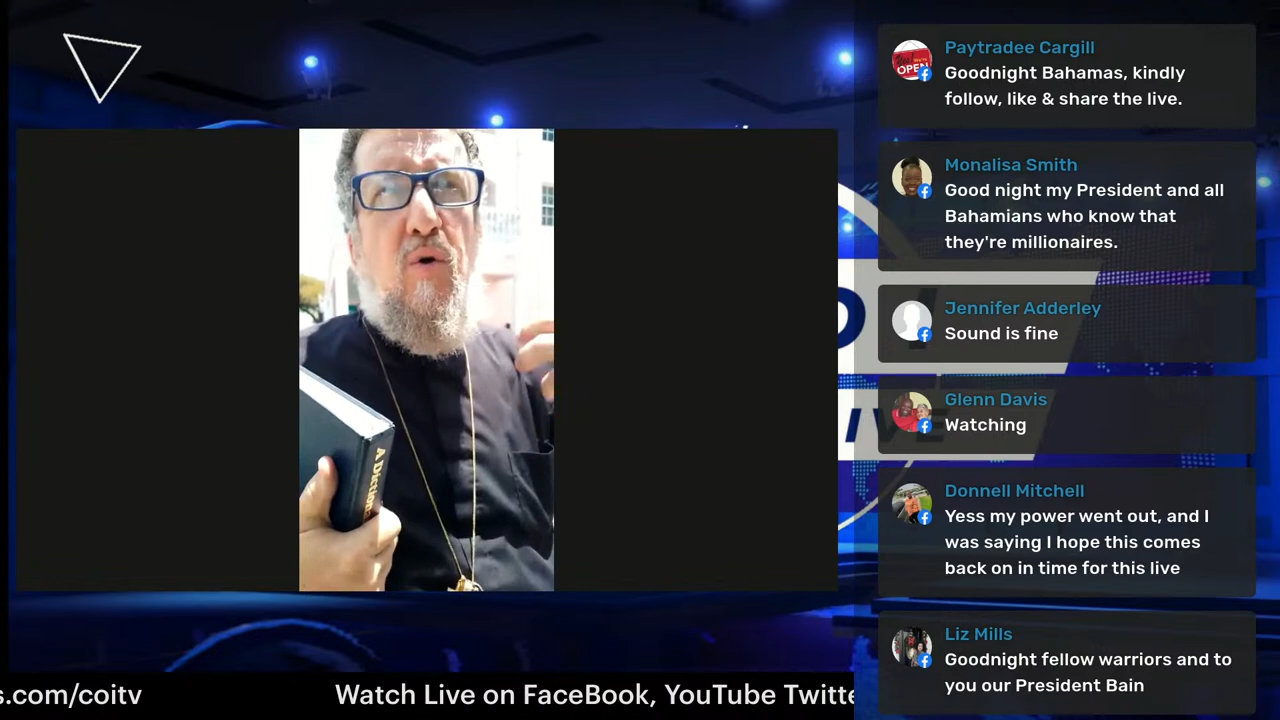 Paytradee Cargill
Goodnight Bahamas, kindly
follow, like & share the live.
OPEN
Monalisa Smith
Good night my President and all
Bahamians who know that
they're millionaires.
Jennifer Adderley
Sound is fine
Glenn Davis
Watching
Donnell Mitchell
Yess my power went out, and I
was saying I hope this comes
back on in time for this live
Liz Mills
Goodnight fellow warriors and to
you our President Bain
s.com/coitv
Watch Live on FaceBook, YouTube Twitte